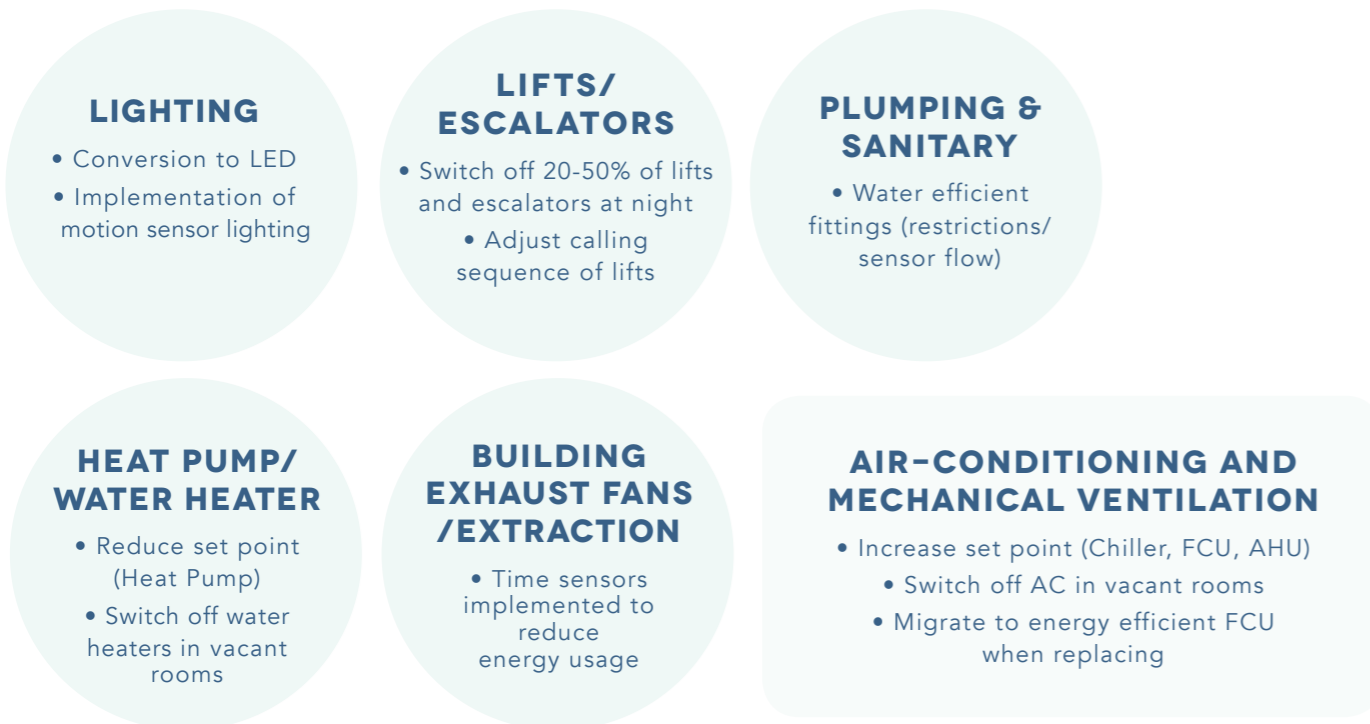 LIGHTING
• Conversion to LED
• Implementation of
motion sensor lighting
LIFTS/
ESCALATORS
• Switch off 20-50% of lifts
and escalators at night
• Adjust calling
sequence of lifts
PLUMPING &
SANITARY
• Water efficient
fittings (restrictions/
sensor flow)
HEAT PUMP/
WATER HEATER
• Reduce set point
(Heat Pump)
• Switch off water
heaters in vacant
rooms
BUILDING
EXHAUST FANS
/EXTRACTION
• Time sensors
implemented to
reduce
energy usage
AIR-CONDITIONING AND
MECHANICAL VENTILATION
• Increase set point (Chiller, FCU, AHU)
• Switch off AC in vacant rooms
• Migrate to energy efficient FCU
when replacing